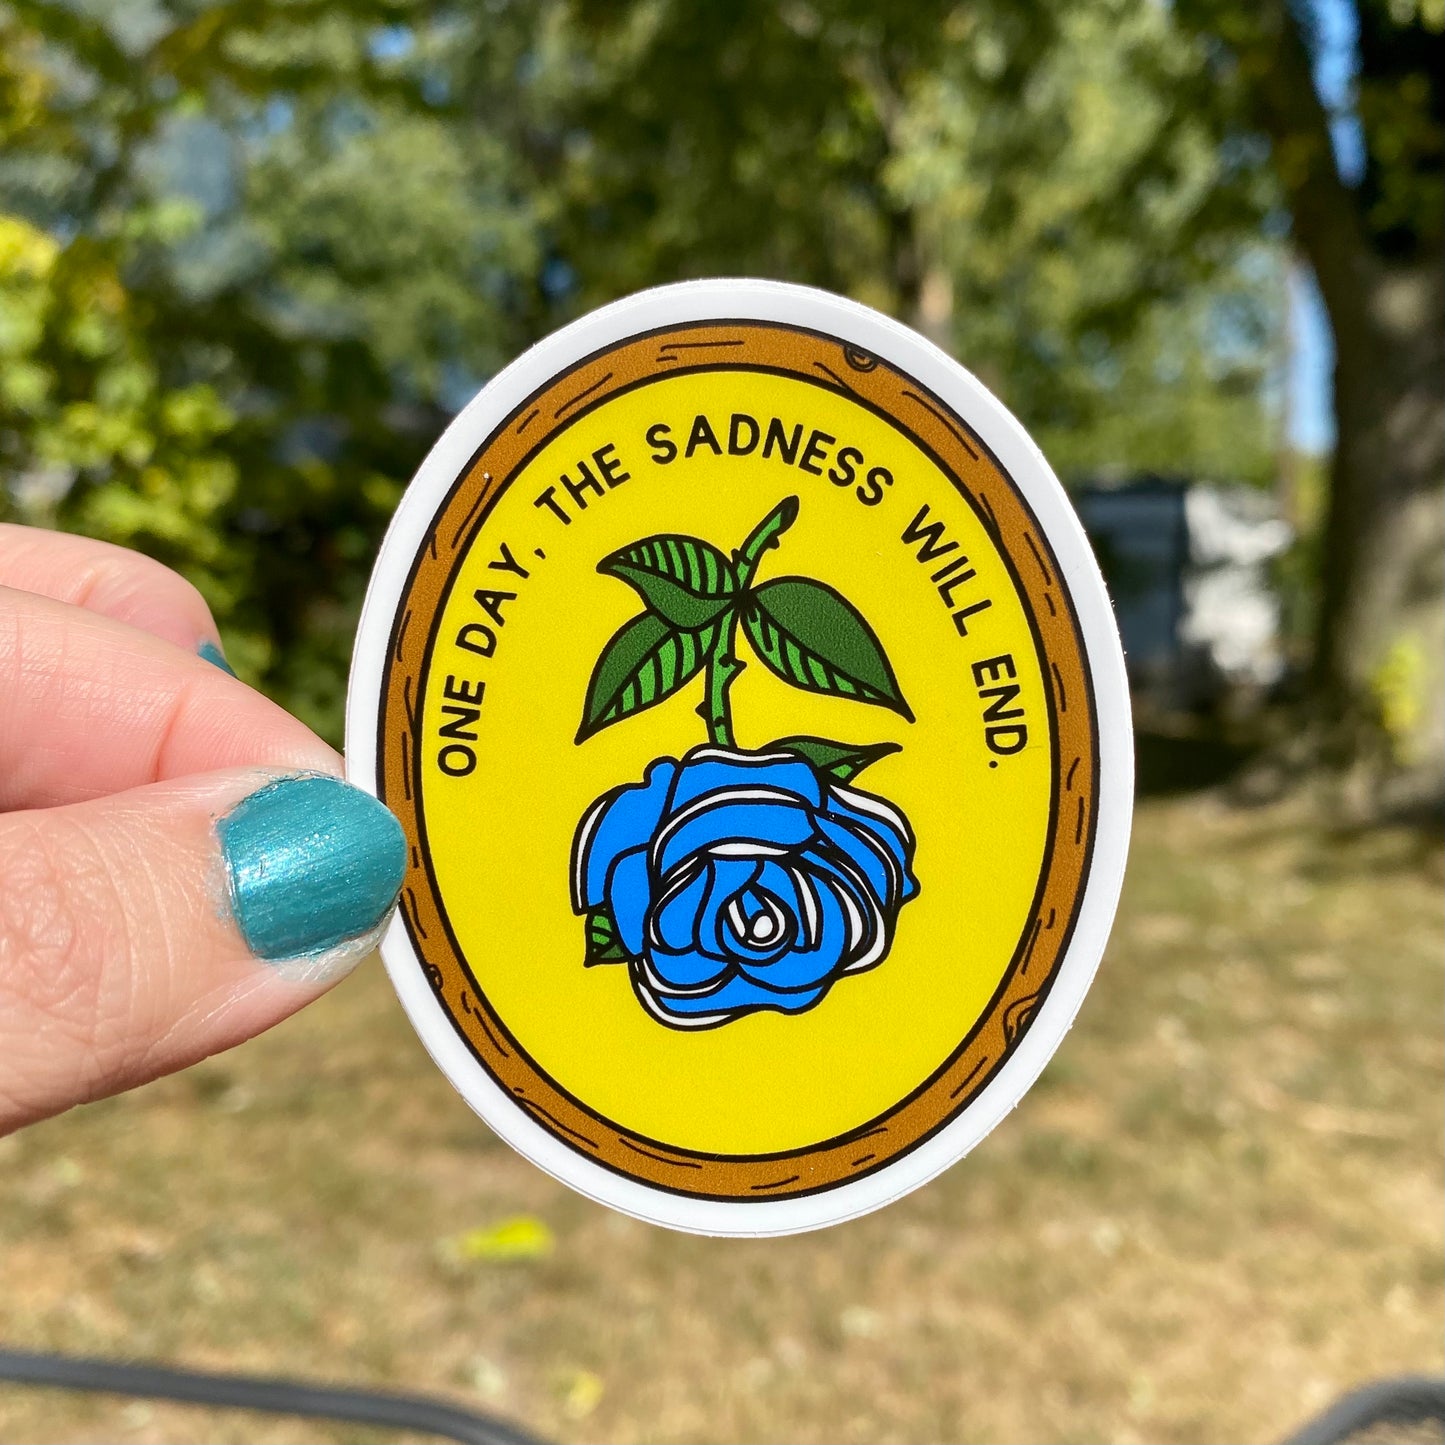 ONE DAY, THE SADNESS WILL END.